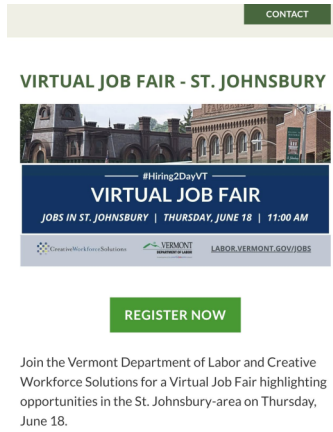 CONTACT
VIRTUAL JOB FAIR - ST. JOHNSBURY
#Hiring2DayVT
VIRTUAL JOB FAIR
JOBS IN ST. JOHNSBURY | THURSDAY, JUNE 18 | 11:00 AM
CreativeWorkforceSolutions
VERMONT
DEPARTMENT OF LABOR
LABOR.VERMONT.GOV/JOBS
REGISTER NOW
Join the Vermont Department of Labor and Creative
Workforce Solutions for a Virtual Job Fair highlighting
opportunities in the St. Johnsbury-area on Thursday,
June 18.